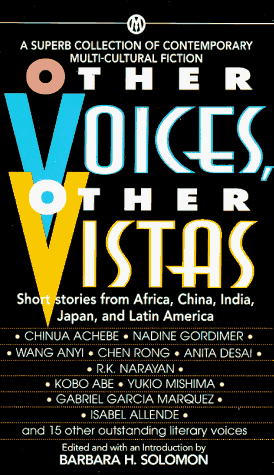 A SUPERB COLLECTION OF CONTEMPORARY
MULTI-CULTURAL FICTION
OTHER
VOICES,
OTHER
VISTAS
Short stories from Africa, China, India,
Japan, and Latin America
• CHINUA ACHEBE • NADINE GORDIMER •
• WANG ANYI • CHEN RONG • ANITA DESAI •
• R.K. NARAYAN •
• KOBO ABE • YUKIO MISHIMA •
• GABRIEL GARCIA MARQUEZ •
• ISABEL ALLENDE •
and 15 other outstanding literary voices
Edited and with an Introduction by
BARBARA H. SOLOMON